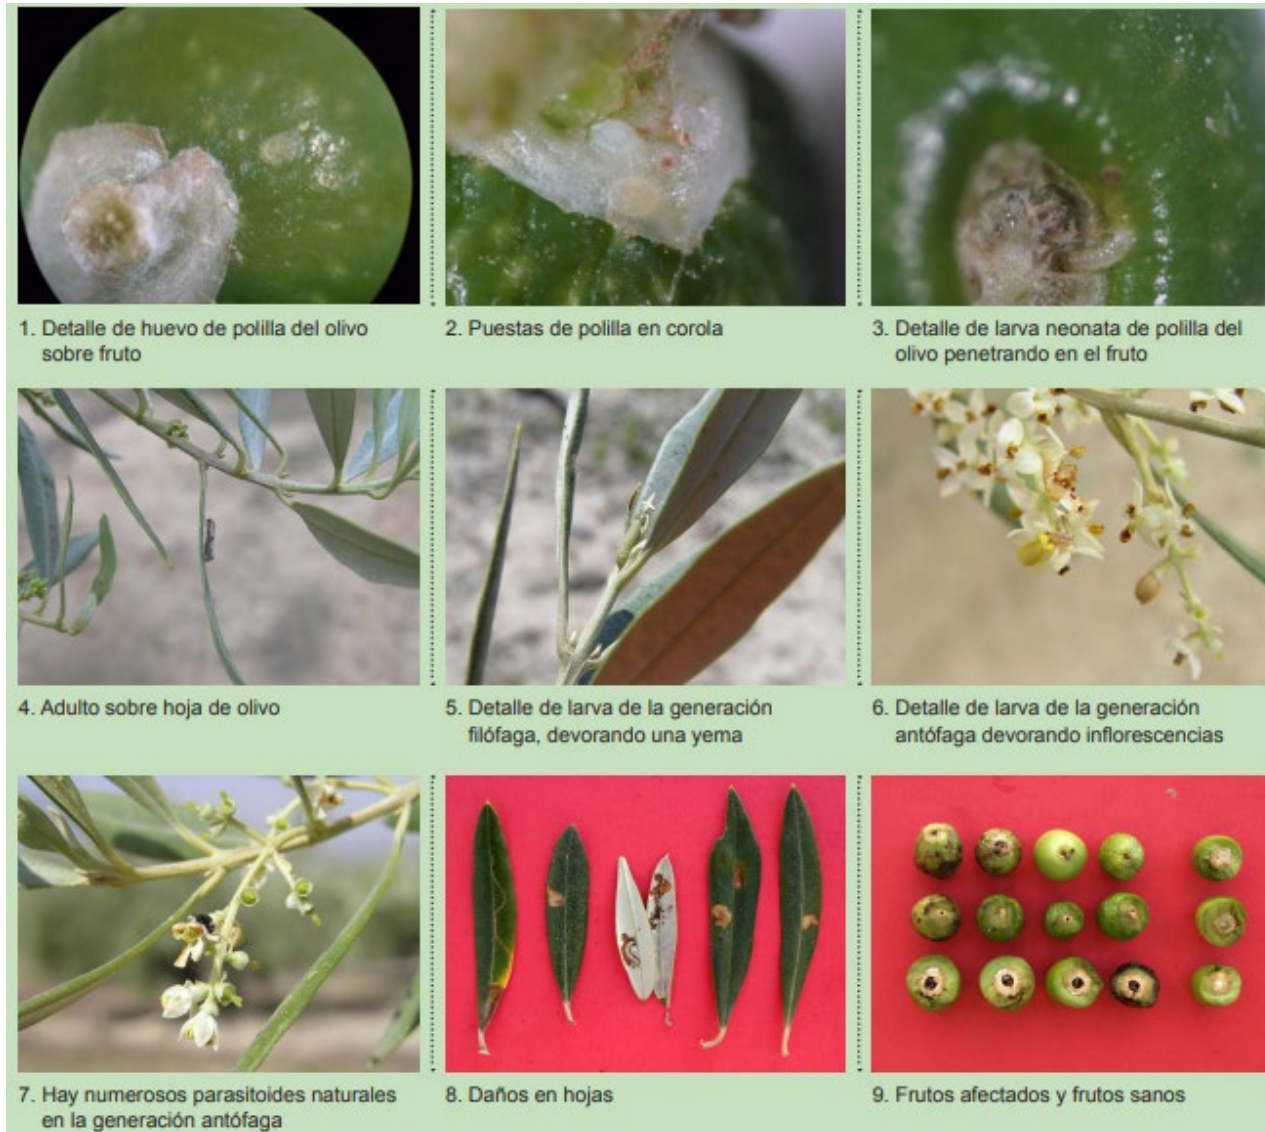 1. Detalle de huevo de polilla del olivo
sobre fruto
2. Puestas de polilla en corola
3. Detalle de larva neonata de polilla del
olivo penetrando en el fruto
4. Adulto sobre hoja de olivo
5. Detalle de larva de la generación
filófaga, devorando una yema
6. Detalle de larva de la generación
antófaga devorando inflorescencias
7. Hay numerosos parasitoides naturales
en la generación antófaga
8. Daños en hojas
9. Frutos afectados y frutos sanos